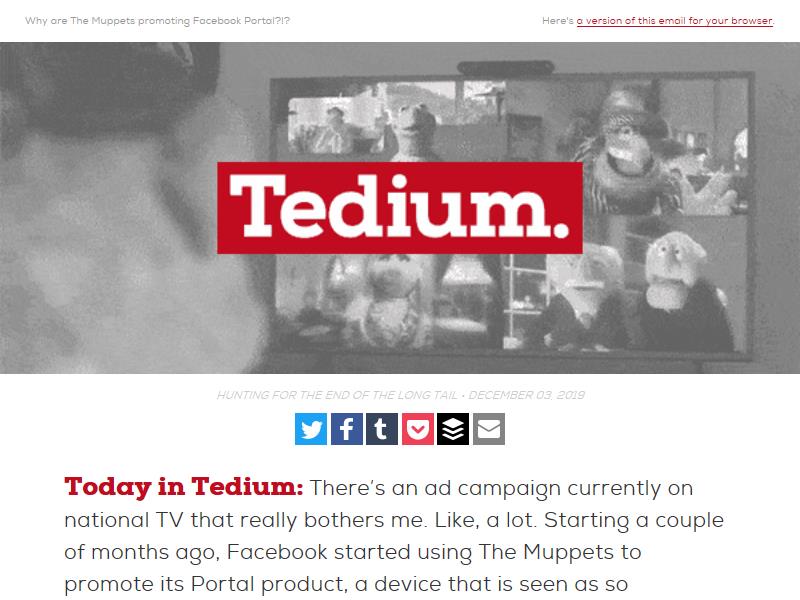 Why are The Muppets promoting Facebook Portal?!?
Here's a version of this email for your browser.
Tedium.
HUNTING FOR THE END OF THE LONG TAIL • DECEMBER 03, 2019
Today in Tedium: There's an ad campaign currently on
national TV that really bothers me. Like, a lot. Starting a couple
of months ago, Facebook started using The Muppets to
promote its Portal product, a device that is seen as so